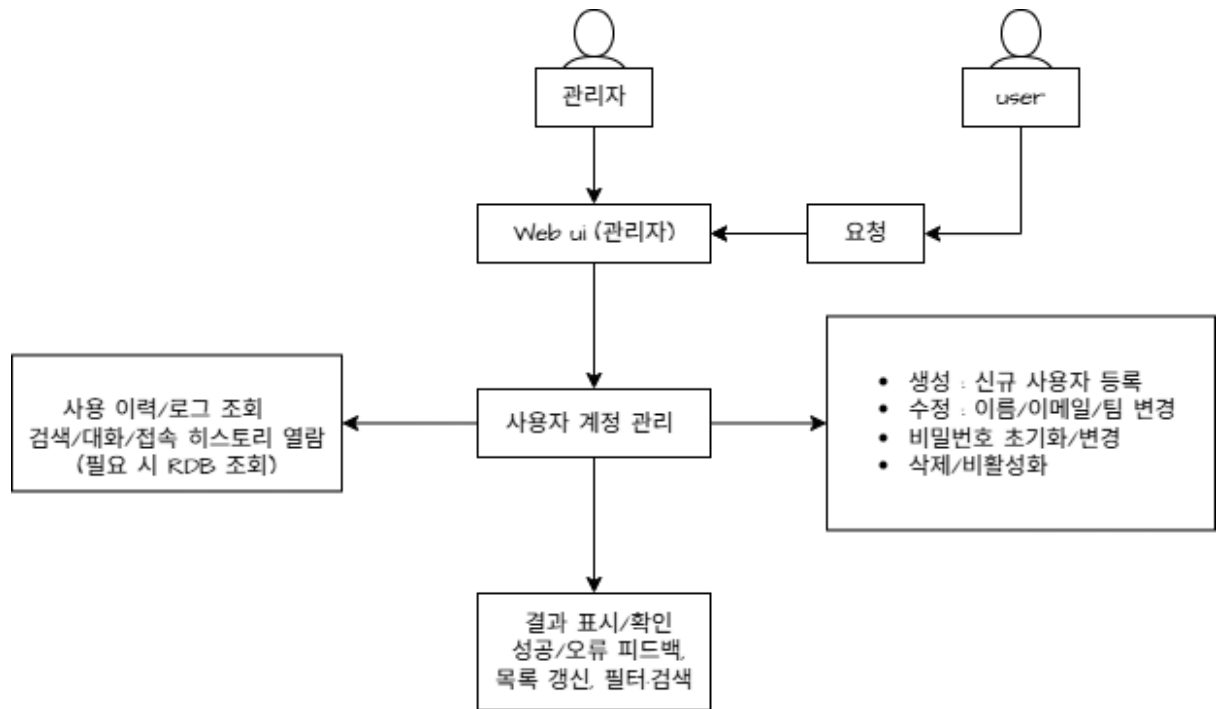 관리자
user
Web ui (관리자)
요청
사용 이력/로그 조회
검색/대화/접속 히스토리 열람
(필요 시 RDB 조회)
사용자 계정 관리
• 생성 : 신규 사용자 등록
• 수정 : 이름/이메일/팀 변경
• 비밀번호 초기화/변경
• 삭제/비활성화
결과 표시/확인
성공/오류 피드백,
목록 갱신, 필터·검색